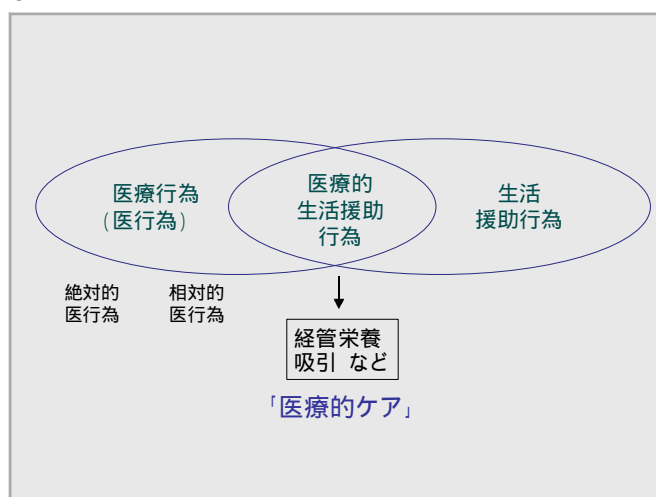 医療行為
(医行為)
医療的
生活援助
行為
生活
援助行為
絶対的
医行為
相対的
医行為
経管栄養
吸引 など
「医療的ケア」